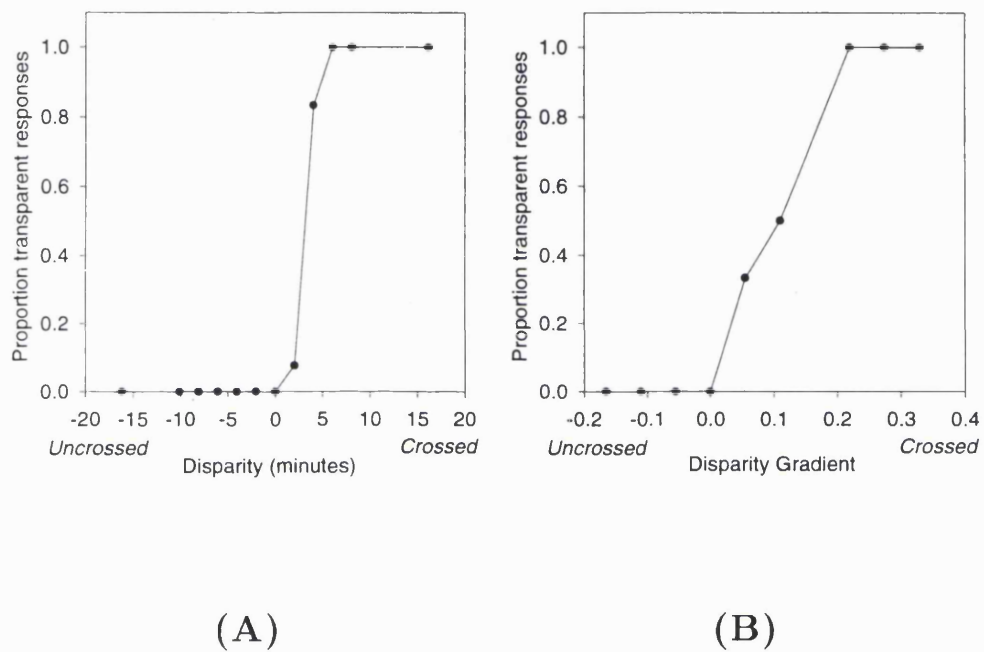 Proportion transparent responses
1.0
0.8
0.6
0.4
0.2
0.0
-20 -15 -10 -5 0 5 10 15 20
Uncrossed Crossed
Disparity (minutes)
Proportion transparent responses
1.0
0.8
0.6
0.4
0.2
0.0
-0.2 -0.1 0.0 0.1 0.2 0.3 0.4
Uncrossed Crossed
Disparity Gradient
(A) (B)